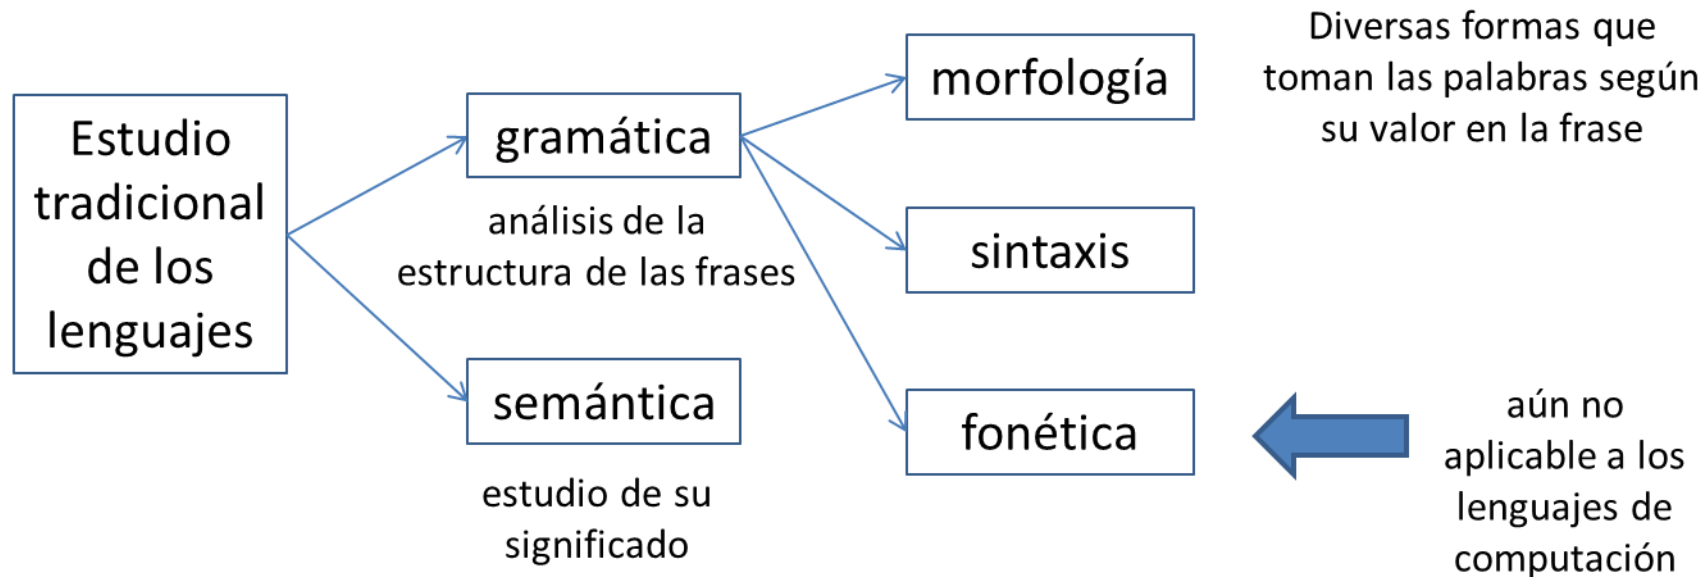 Estudio
tradicional
de los
lenguajes
gramática
análisis de la
estructura de las frases
semántica
estudio de su
significado
morfología
Diversas formas que
toman las palabras según
su valor en la frase
sintaxis
fonética
aún no
aplicable a los
lenguajes de
computación